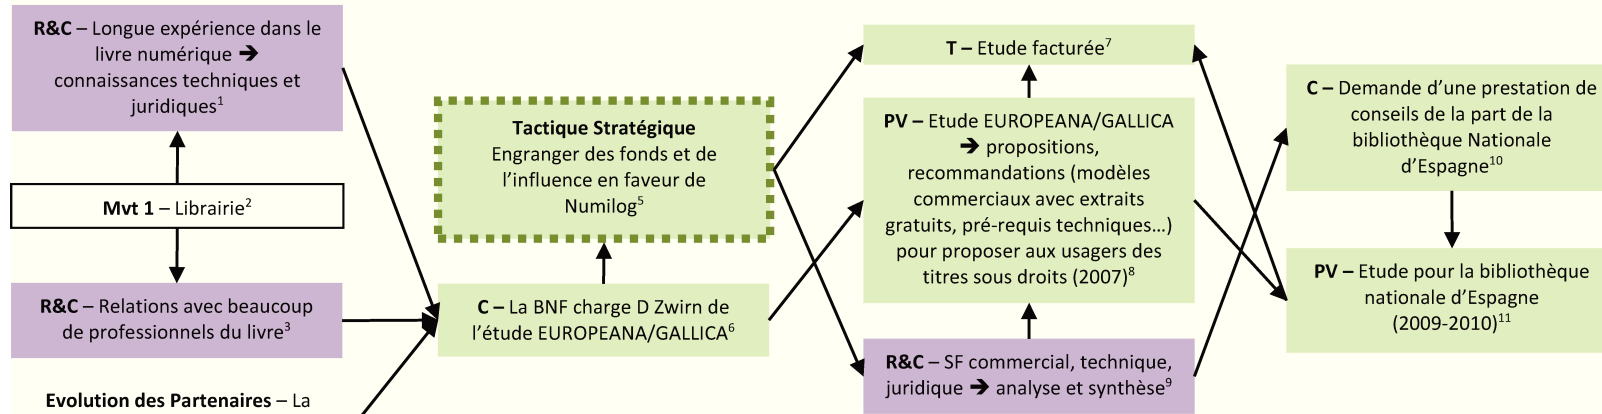 R&C – Longue expérience dans le
livre numérique ➔
connaissances techniques et
juridiques¹
Mvt 1 – Librairie²
R&C – Relations avec beaucoup
de professionnels du livre³
Evolution des Partenaires – La
Tactique Stratégique
Engranger des fonds et de
l’influence en faveur de
Numilog⁵
C – La BNF charge D Zwirn de
l’étude EUROPEANA/GALLICA⁶
T – Etude facturée⁷
PV – Etude EUROPEANA/GALLICA
➔ propositions,
recommandations (modèles
commerciaux avec extraits
gratuits, pré-requis techniques…)
pour proposer aux usagers des
titres sous droits (2007)⁸
R&C – SF commercial, technique,
juridique ➔ analyse et synthèse⁹
C – Demande d’une prestation de
conseils de la part de la
bibliothèque Nationale
d’Espagne¹⁰
PV – Etude pour la bibliothèque
nationale d’Espagne
(2009-2010)¹¹